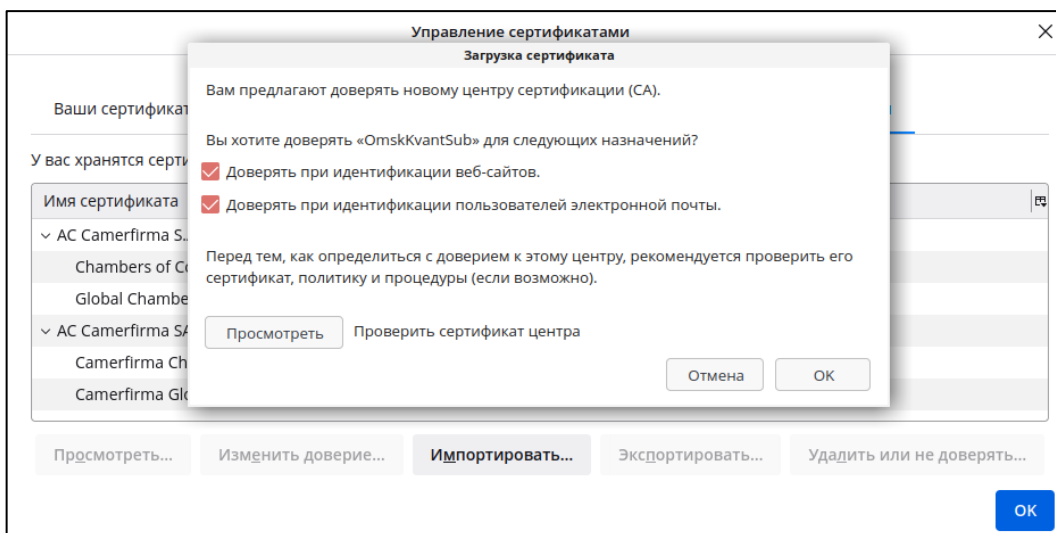 Управление сертификатами
Загрузка сертификата
Вам предлагают доверять новому центру сертификации (CA).
Ваши сертификат
Вы хотите доверять «OmskKvantSub» для следующих назначений?
У вас хранятся серти
Доверять при идентификации веб-сайтов.
Имя сертификата
Доверять при идентификации пользователей электронной почты.
AC Camerfirma S.
Перед тем, как определиться с доверием к этому центру, рекомендуется проверить его
Chambers of Co
сертификат, политику и процедуры (если возможно).
Global Chambe
AC Camerfirma SA
Просмотреть Проверить сертификат центра
Camerfirma Ch
Отмена OK
Camerfirma Glo
Просмотреть... Изменить доверие... Импортировать... Экспортировать... Удалить или не доверять...
OK